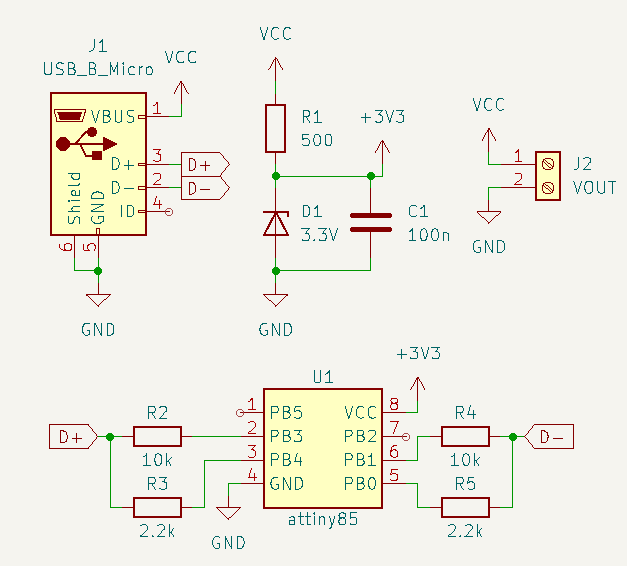 J1
USB_B_Micro
VCC
VBUS
1
D+
3
D+
D-
2
D-
ID
4
Shield
GND
6
5
GND
VCC
R1
500
+3V3
D1
3.3V
C1
100n
GND
VCC
1
J2
2
VOUT
GND
+3V3
U1
1
PB5
VCC
8
2
PB3
PB2
7
3
PB4
PB1
6
4
GND
PB0
5
attiny85
D+
R2
10k
R3
2.2k
GND
R4
10k
R5
2.2k
D-